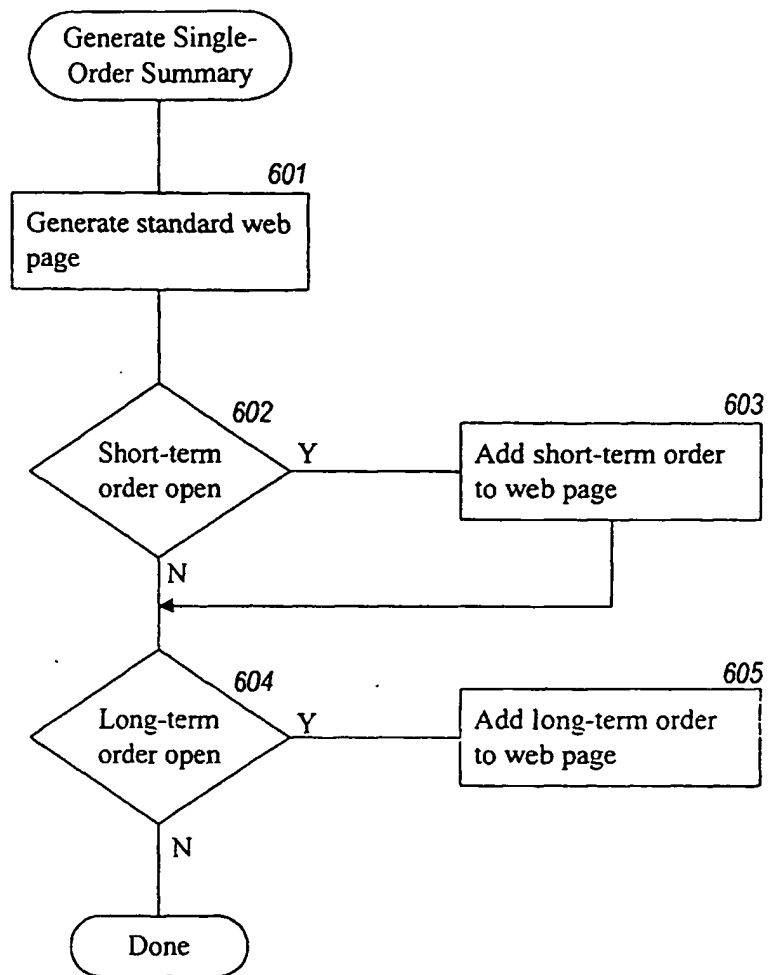 Generate Single-
Order Summary
601
Generate standard web
page
602
Short-term
order open
Y
N
603
Add short-term order
to web page
604
Long-term
order open
Y
N
605
Add long-term order
to web page
Done